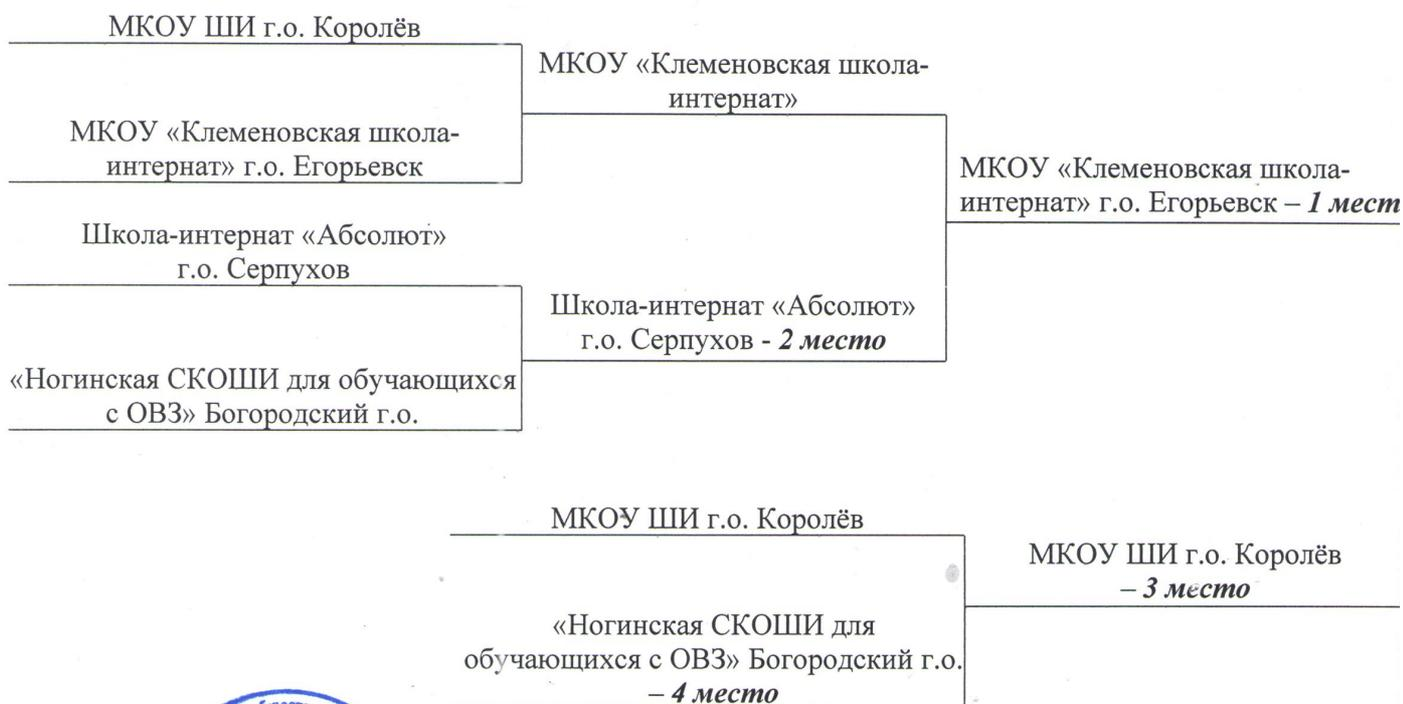 МКОУ ШИ г.о. Королёв
МКОУ «Клеменовская школа-
интернат» г.о. Егорьевск
Школа-интернат «Абсолют»
г.о. Серпухов
«Ногинская СКОШИ для обучающихся
с ОВЗ» Богородский г.о.
МКОУ «Клеменовская школа-
интернат»
Школа-интернат «Абсолют»
г.о. Серпухов - 2 место
МКОУ «Клеменовская школа-
интернат» г.о. Егорьевск – 1 мест
МКОУ ШИ г.о. Королёв
«Ногинская СКОШИ для
обучающихся с ОВЗ» Богородский г.о.
– 4 место
МКОУ ШИ г.о. Королёв
– 3 место